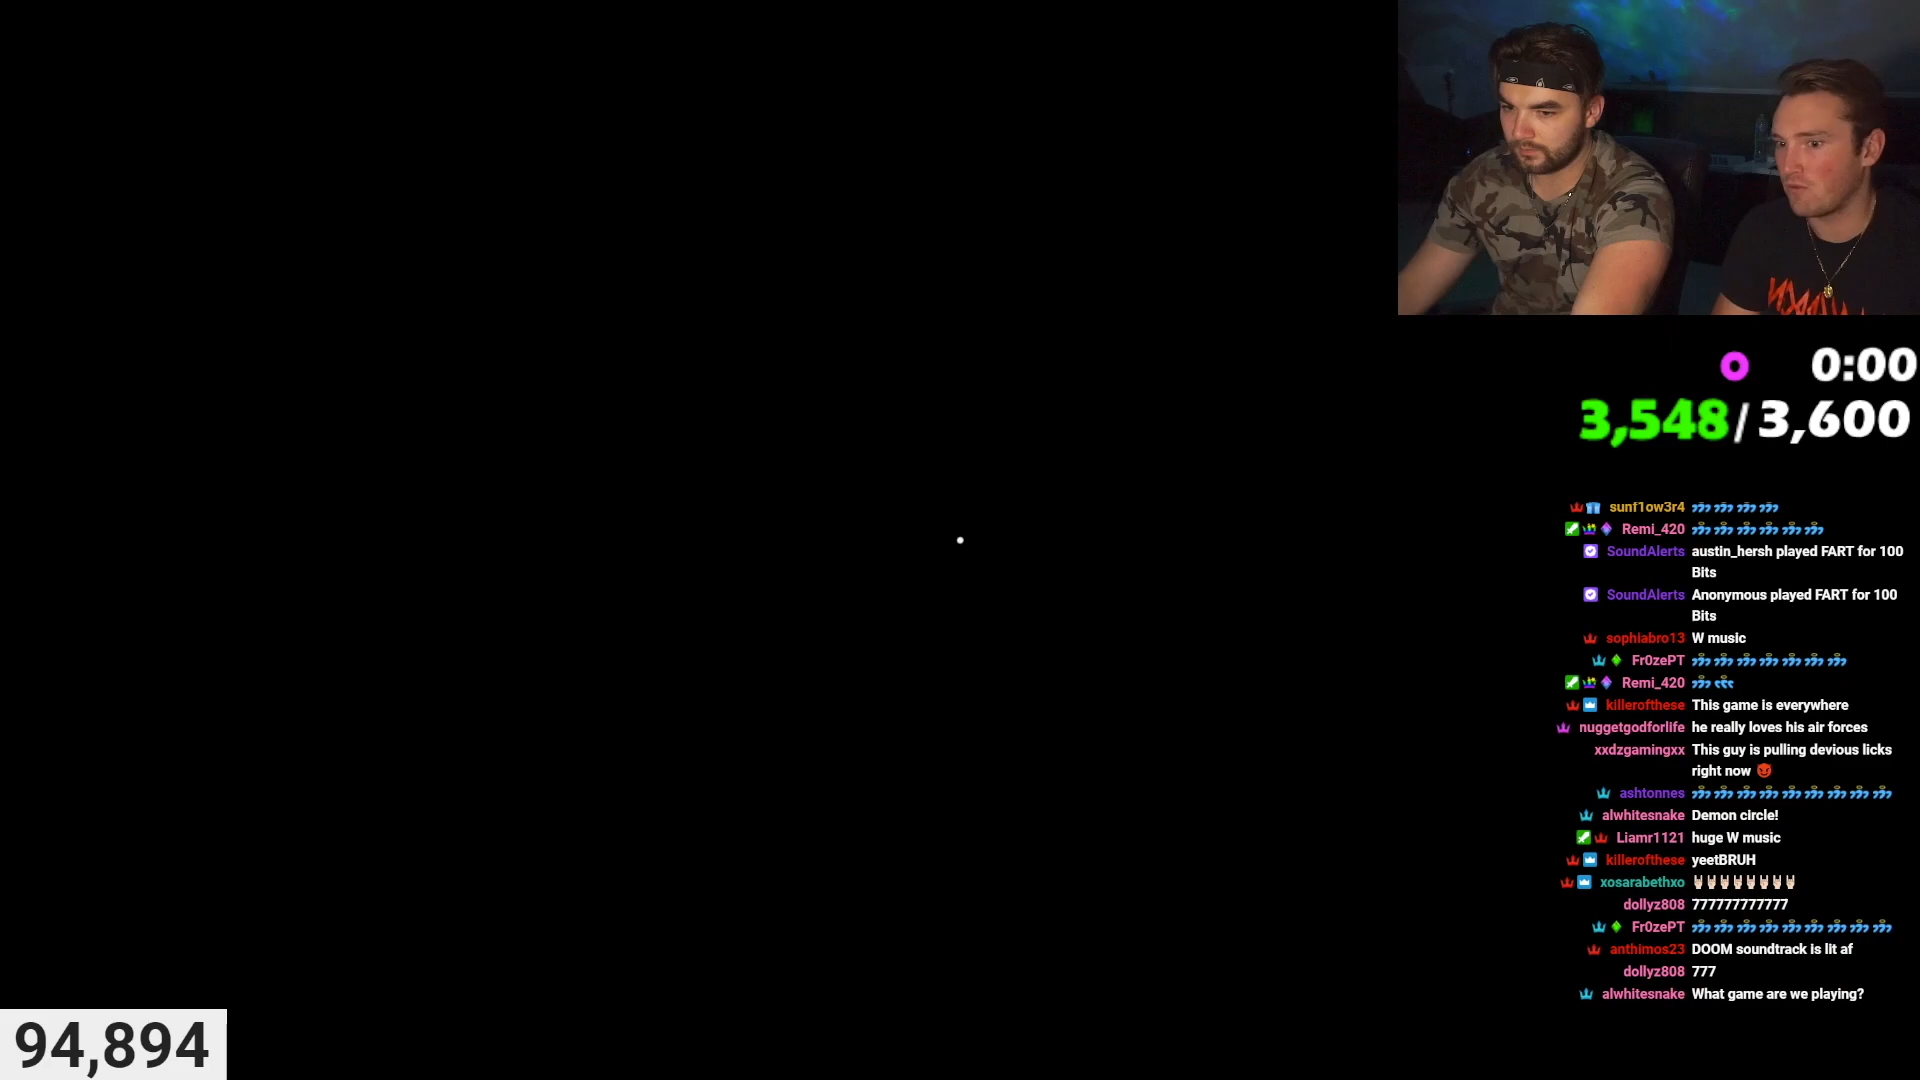 0:00
3,548/3,600
sunf1ow3r4
Remi_420
SoundAlerts austin_hersh played FART for 100
Bits
SoundAlerts Anonymous played FART for 100
Bits
sophiabro13 W music
Fr0zePT
Remi_420
killerofthese This game is everywhere
nuggetgodforlife he really loves his air forces
xxdzgamingxx This guy is pulling devious licks
right now 😈
ashtonnes
alwhitesnake Demon circle!
Liamr1121 huge W music
killerofthese yeetBRUH
xosarabethxo 🤘🏻🤘🏻🤘🏻🤘🏻🤘🏻🤘🏻🤘🏻🤘🏻
dollyz808 777777777777
Fr0zePT
anthimos23 DOOM soundtrack is lit af
dollyz808 777
alwhitesnake What game are we playing?
94,894